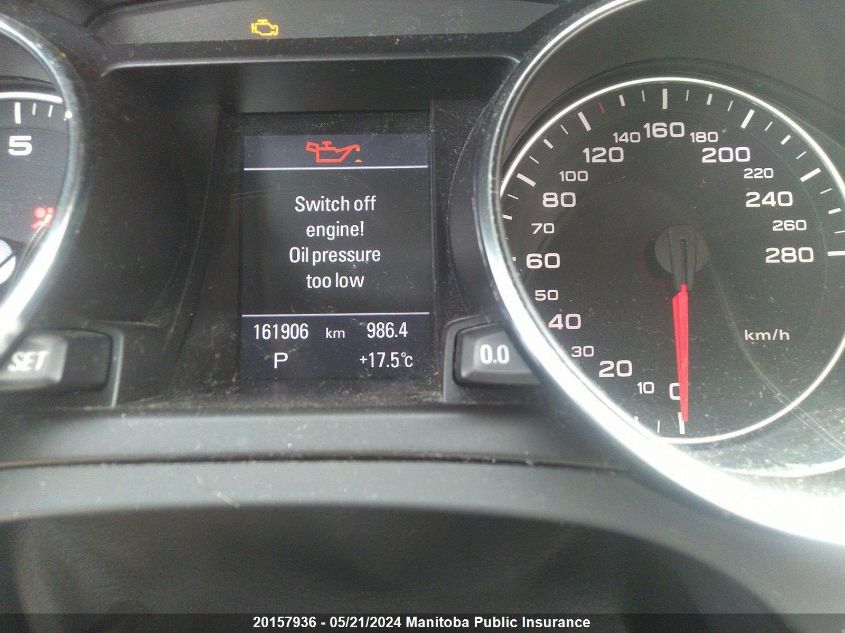 5
Switch off
engine!
Oil pressure
too low
161906 km 986.4
P +17.5°C
SET
0.0
0
10
20
30
40
50
60
70
80
100
120
140
160
180
200
220
240
260
280
km/h
20157936 - 05/21/2024 Manitoba Public Insurance